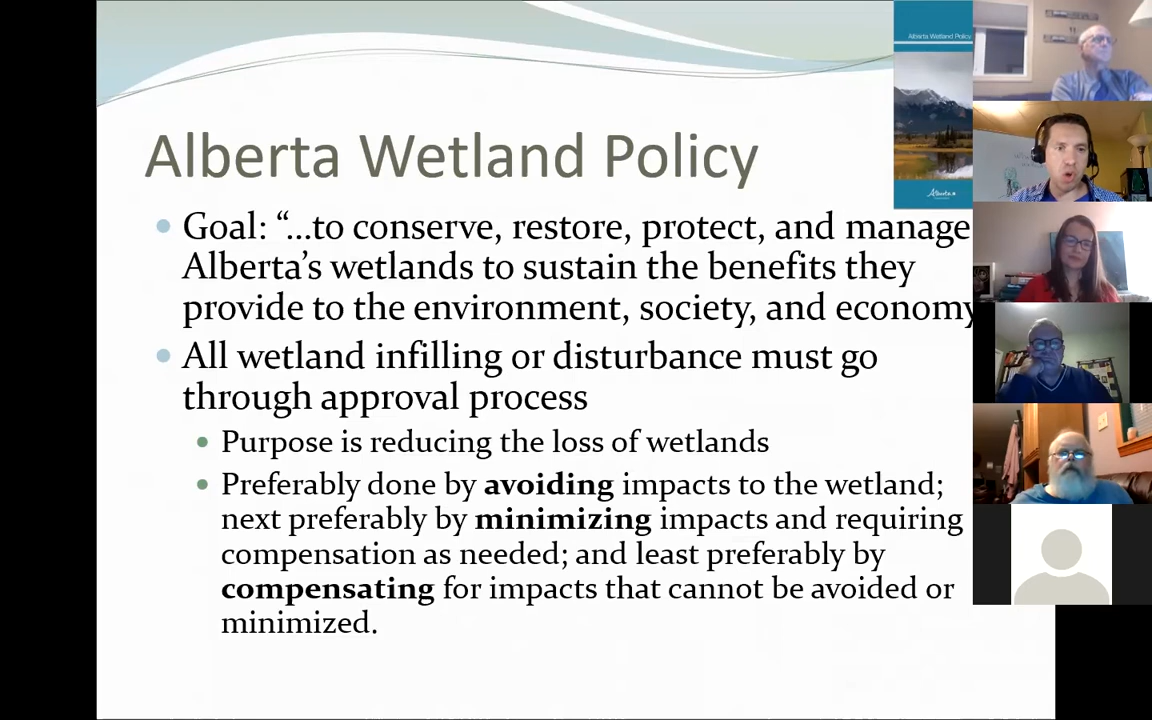 Alberta Wetland Policy
Alberta
Alberta Wetland Policy
Goal: “…to conserve, restore, protect, and manage
Alberta’s wetlands to sustain the benefits they
provide to the environment, society, and economy
All wetland infilling or disturbance must go
through approval process
Purpose is reducing the loss of wetlands
Preferably done by avoiding impacts to the wetland;
next preferably by minimizing impacts and requiring
compensation as needed; and least preferably by
compensating for impacts that cannot be avoided or
minimized.